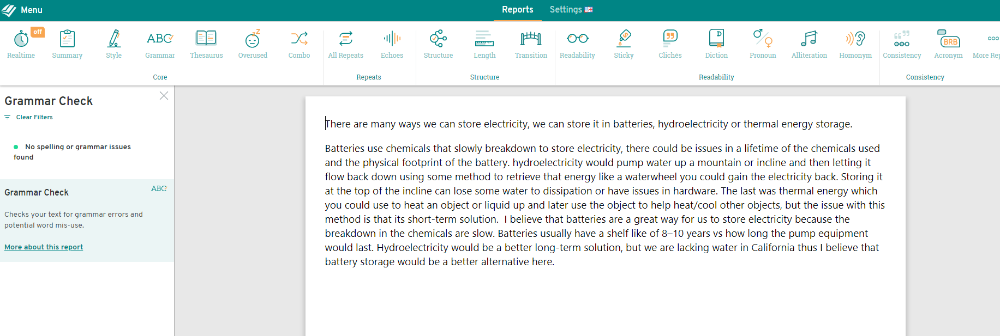 Menu
Reports
Settings
off
Realtime
Summary
Style
ABC
Grammar
Thesaurus
zZ
Overused
Combo
Core
All Repeats
Echoes
Repeats
Structure
Length
Transition
Structure
Readability
$
Sticky
Clichés
D
Diction
Pronoun
Alliteration
Homonym
Readability
Consistency
BRB
Acronym
More Rep
Consistency
Grammar Check
Clear Filters
No spelling or grammar issues
found
Grammar Check
ABC
Checks your text for grammar errors and
potential word mis-use.
More about this report
There are many ways we can store electricity, we can store it in batteries, hydroelectricity or thermal energy storage.
Batteries use chemicals that slowly breakdown to store electricity, there could be issues in a lifetime of the chemicals used
and the physical footprint of the battery. hydroelectricity would pump water up a mountain or incline and then letting it
flow back down using some method to retrieve that energy like a waterwheel you could gain the electricity back. Storing it
at the top of the incline can lose some water to dissipation or have issues in hardware. The last was thermal energy which
you could use to heat an object or liquid up and later use the object to help heat/cool other objects, but the issue with this
method is that its short-term solution.  I believe that batteries are a great way for us to store electricity because the
breakdown in the chemicals are slow. Batteries usually have a shelf like of 8–10 years vs how long the pump equipment
would last. Hydroelectricity would be a better long-term solution, but we are lacking water in California thus I believe that
battery storage would be a better alternative here.